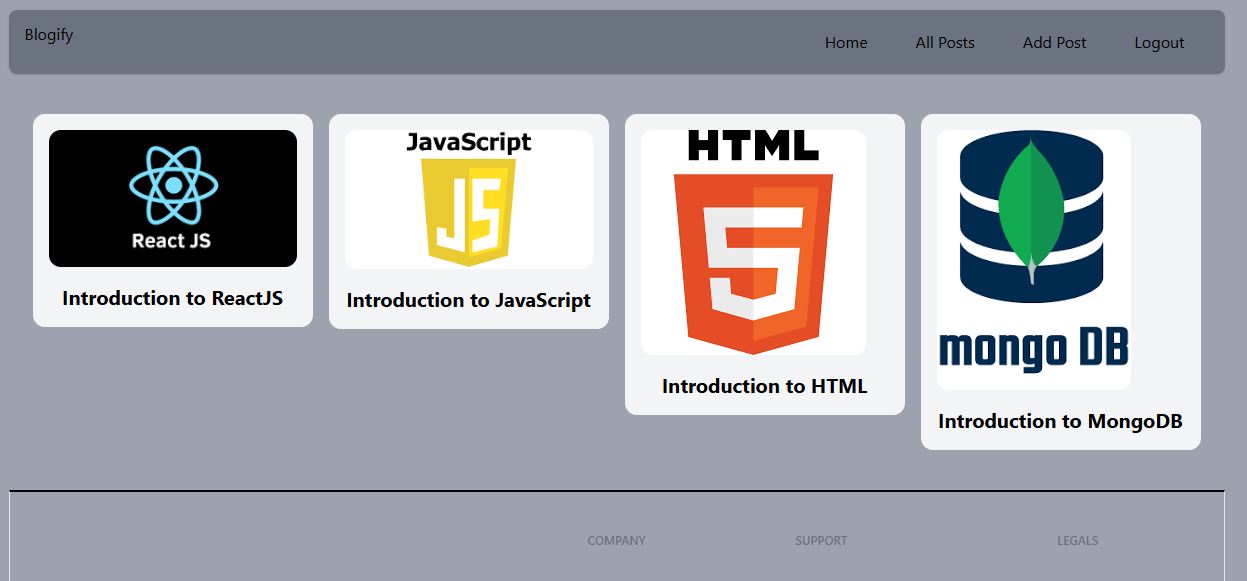 Blogify
Home All Posts Add Post Logout
React JS
Introduction to ReactJS
JavaScript
JS
Introduction to JavaScript
HTML
5
Introduction to HTML
mongo DB
Introduction to MongoDB
COMPANY SUPPORT LEGALS